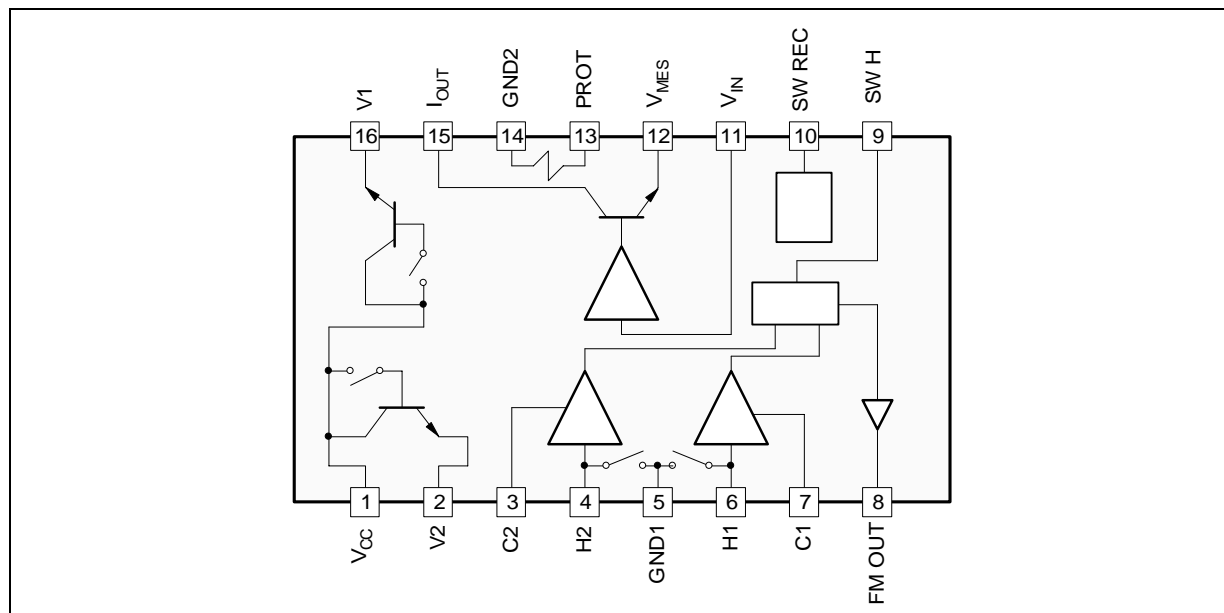 V1
IOUT
GND2
PROT
VMES
VIN
SW REC
SW H
16
15
14
13
12
11
10
9
1
2
3
4
5
6
7
8
VCC
V2
C2
H2
GND1
H1
C1
FM OUT